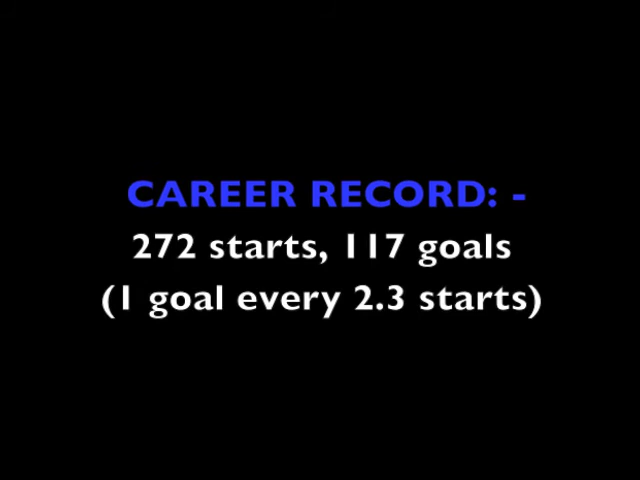 CAREER RECORD: -
272 starts, 117 goals
(1 goal every 2.3 starts)